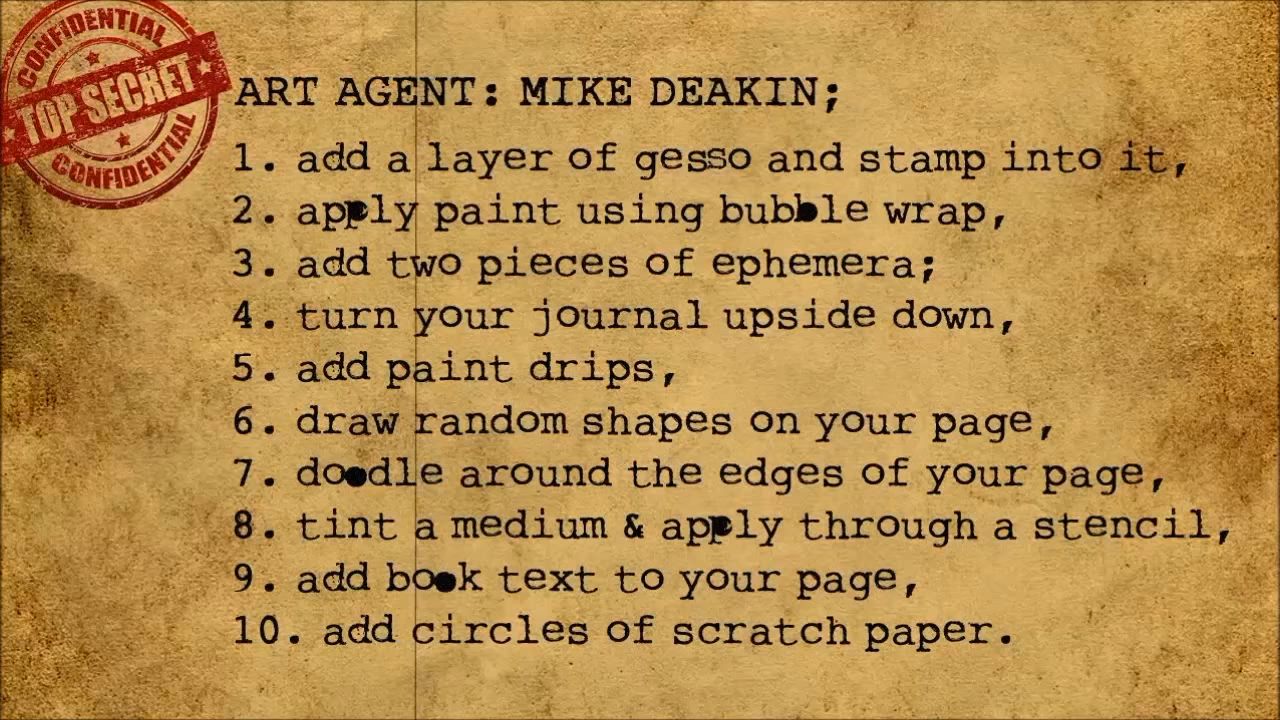 CONFIDENTIAL
TOP SECRET
CONFIDENTIAL
ART AGENT: MIKE DEAKIN;
1. add a layer of gesso and stamp into it,
2. apply paint using bubble wrap,
3. add two pieces of ephemera;
4. turn your journal upside down,
5. add paint drips,
6. draw random shapes on your page,
7. doodle around the edges of your page,
8. tint a medium & apply through a stencil,
9. add book text to your page,
10. add circles of scratch paper.